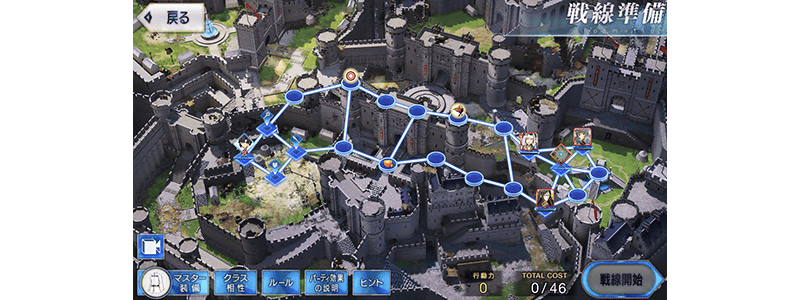 戻る
戦線準備
マスター
装備
クラス
相性
ルール
パーティ効果
の説明
ヒント
行動力
0
TOTAL COST
0/46
戦線開始